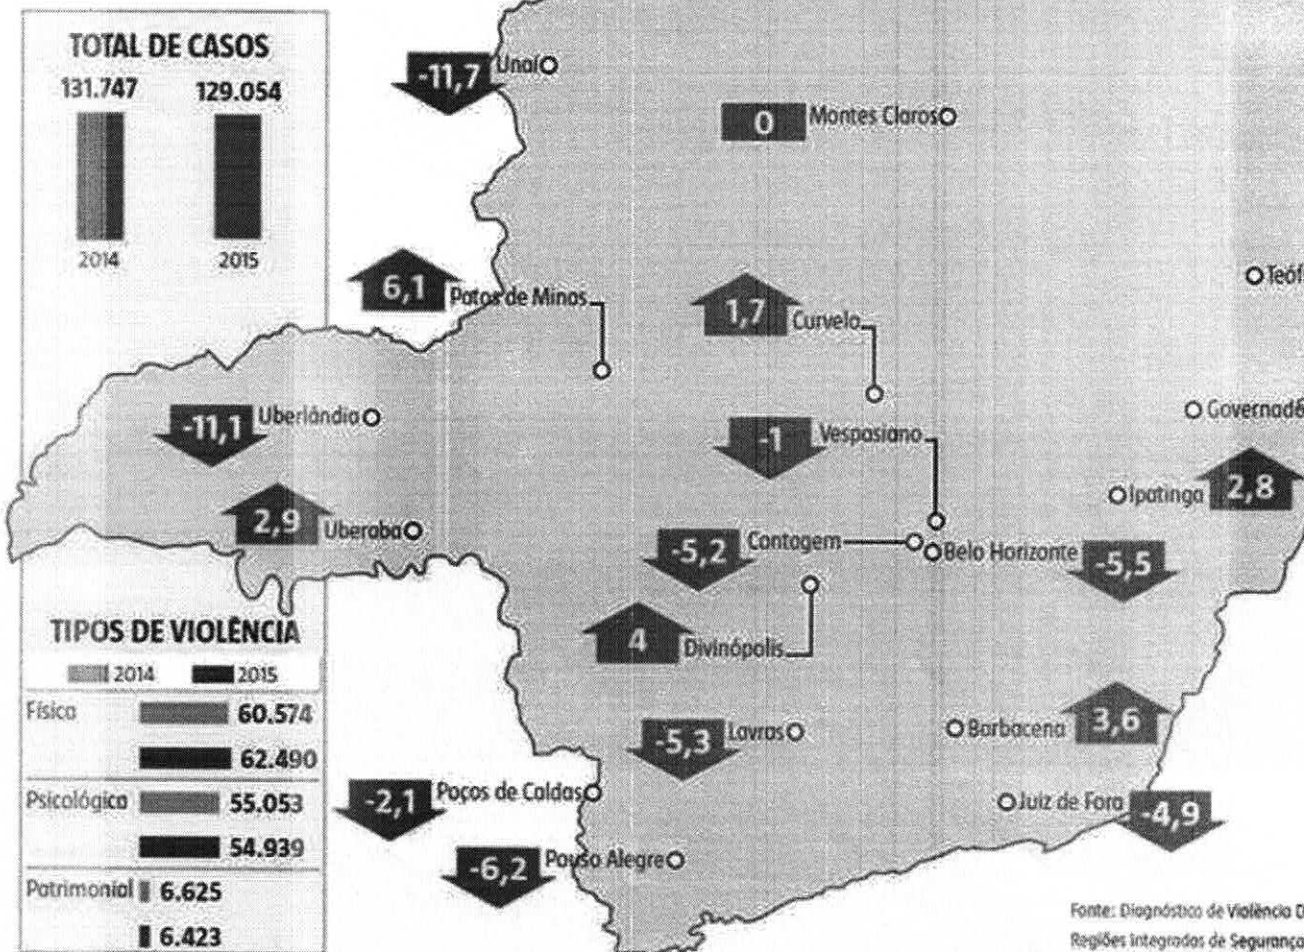 TOTAL DE CASOS
131.747 129.054
2014 2015
-11,7 Unaí
0 Montes Claros
6,1 Patos de Minas
1,7 Curvelo
Teóf
-11,1 Uberlândia
-1 Vespasiano
Governad
2,9 Uberaba
Ipatinga 2,8
-5,2 Contagem
Belo Horizonte -5,5
4 Divinópolis
TIPOS DE VIOLÊNCIA
2014 2015
Física 60.574
62.490
Psicológica 55.053
54.939
Patrimonial 6.625
6.423
-5,3 Lavras
Barbacena 3,6
-2,1 Poços de Caldas
Juiz de Fora -4,9
-6,2 Pouso Alegre
Fonte: Diagnóstico de Violência D
Regiões Integradas de Segurança